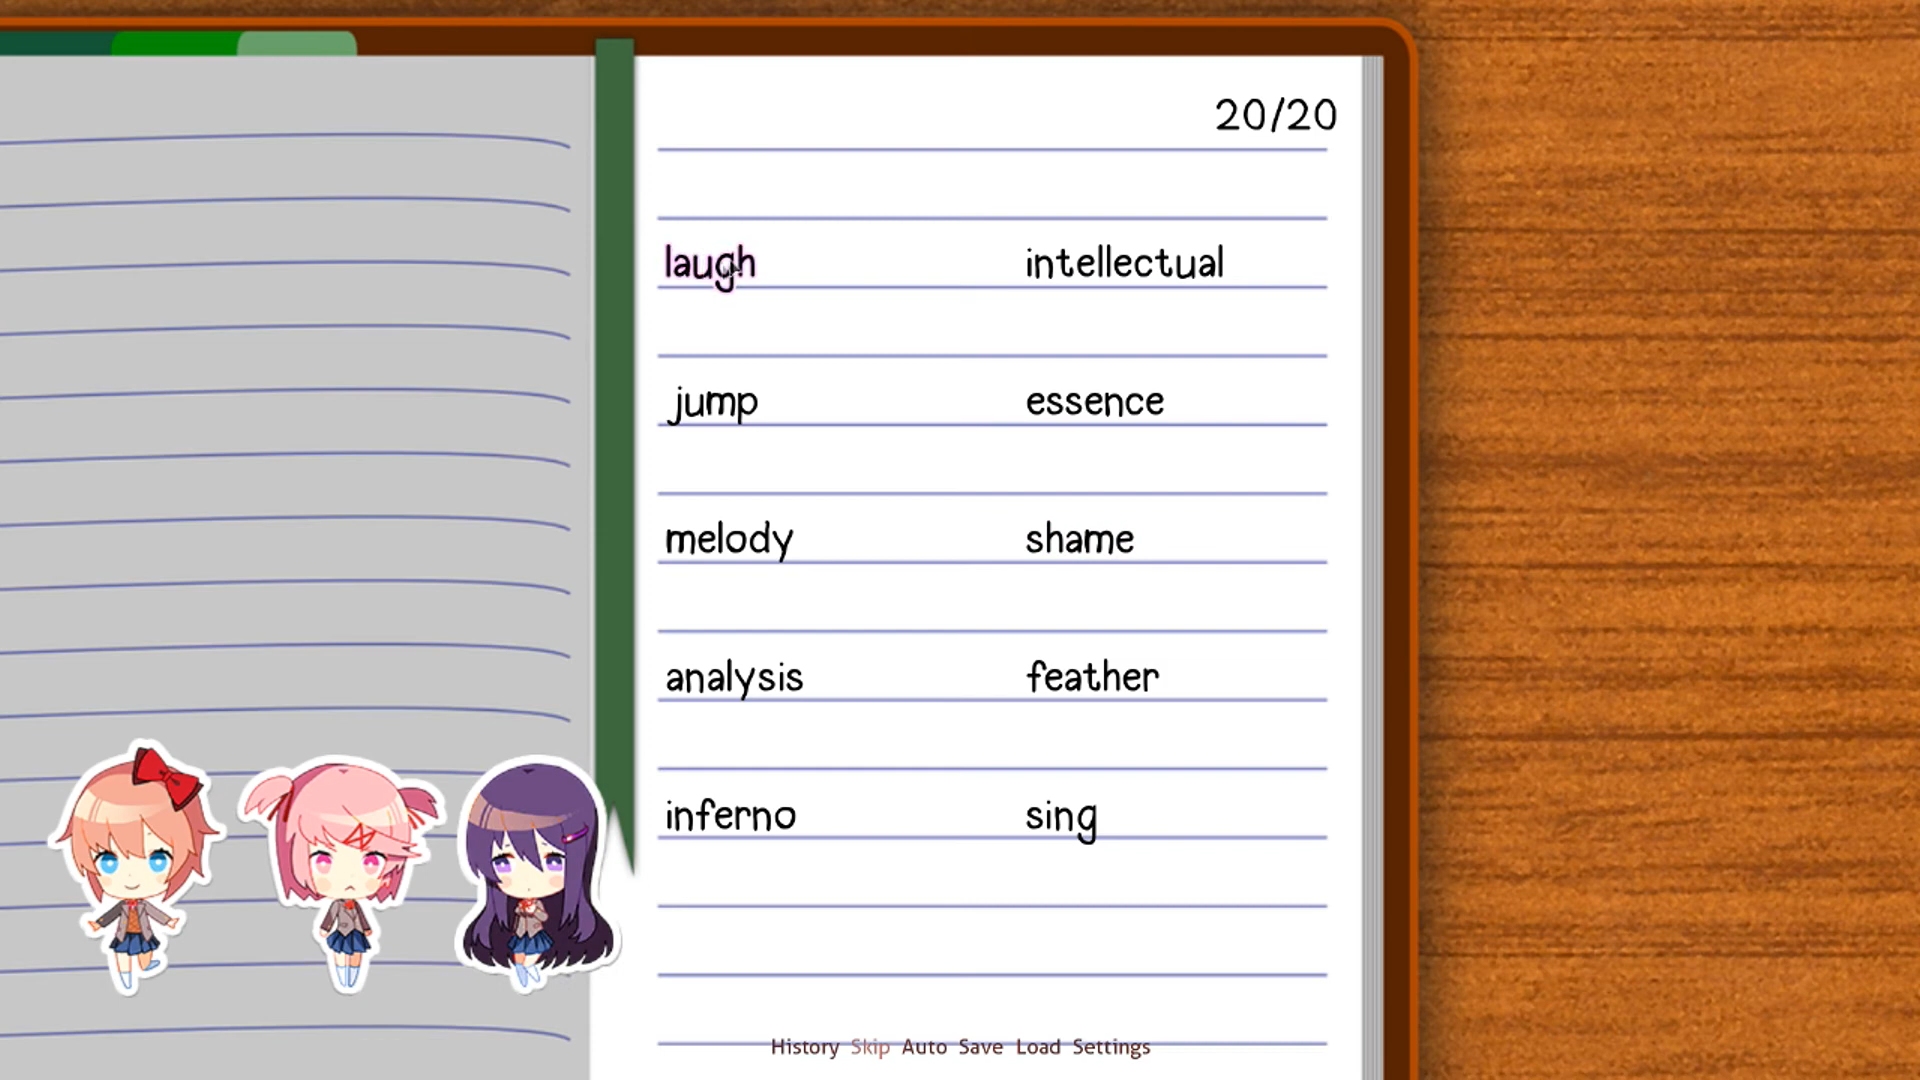 20/20
laugh intellectual
jump essence
melody shame
analysis feather
inferno sing
History Skip Auto Save Load Settings